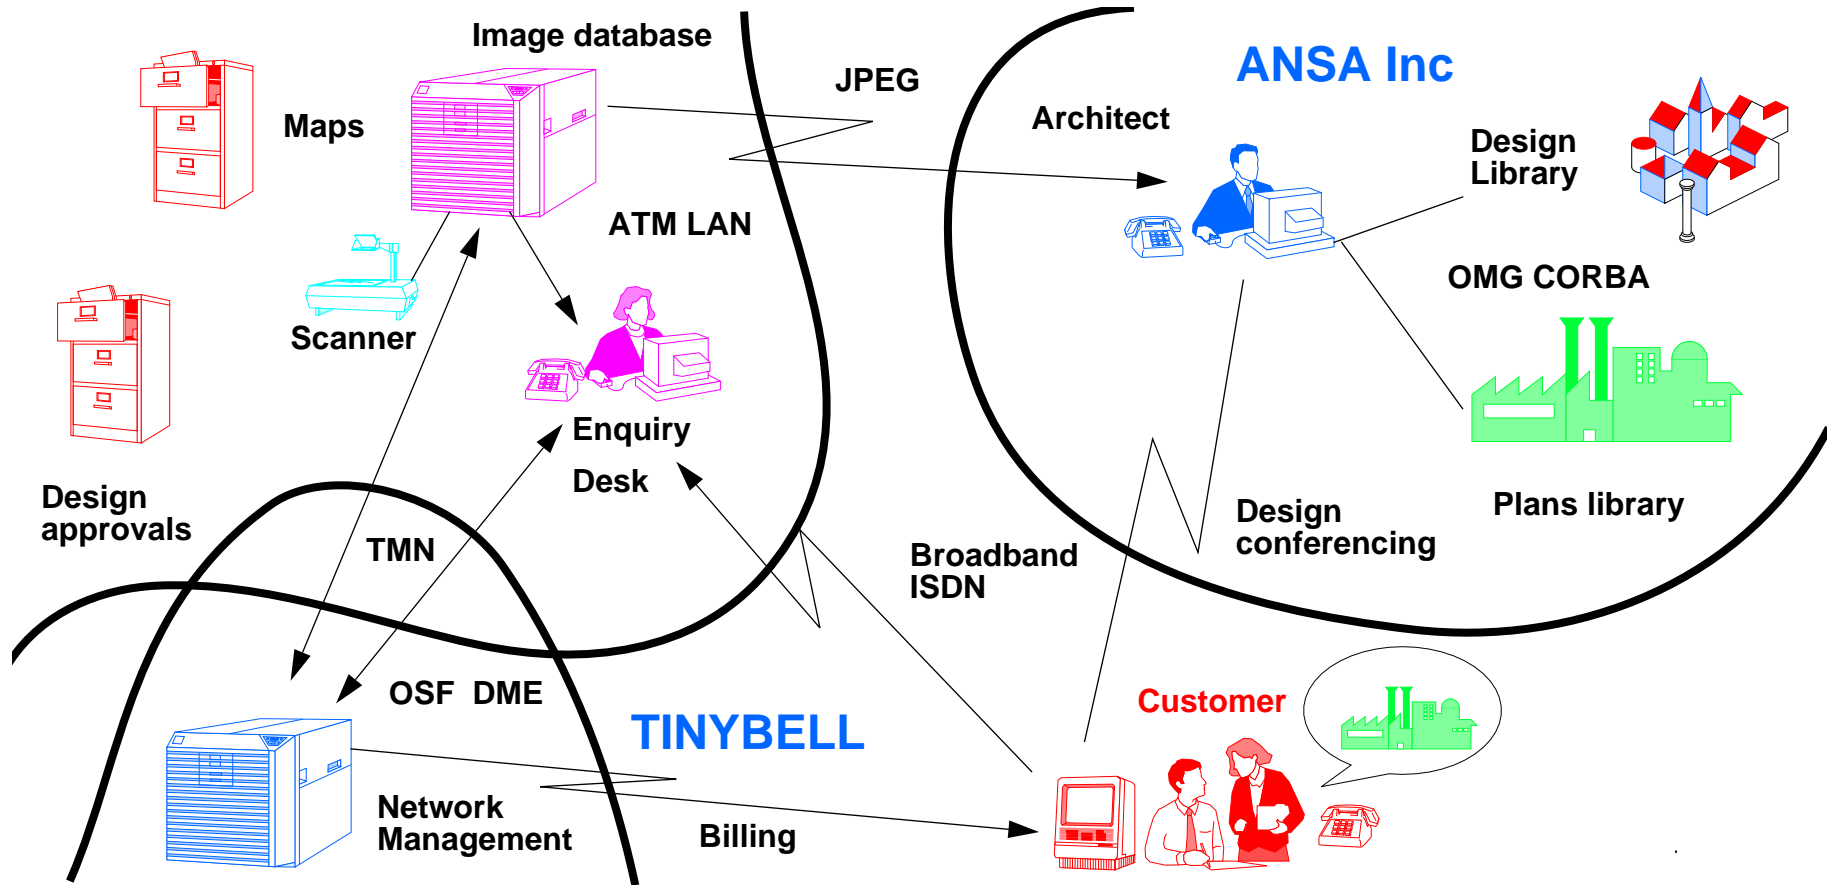 Image database
Maps
ATM LAN
Scanner
Enquiry
Desk
Design
approvals
TMN
JPEG
ANSA Inc
Architect
Design
Library
OMG CORBA
Plans library
Design
conferencing
Broadband
ISDN
OSF DME
TINYBELL
Network
Management
Billing
Customer